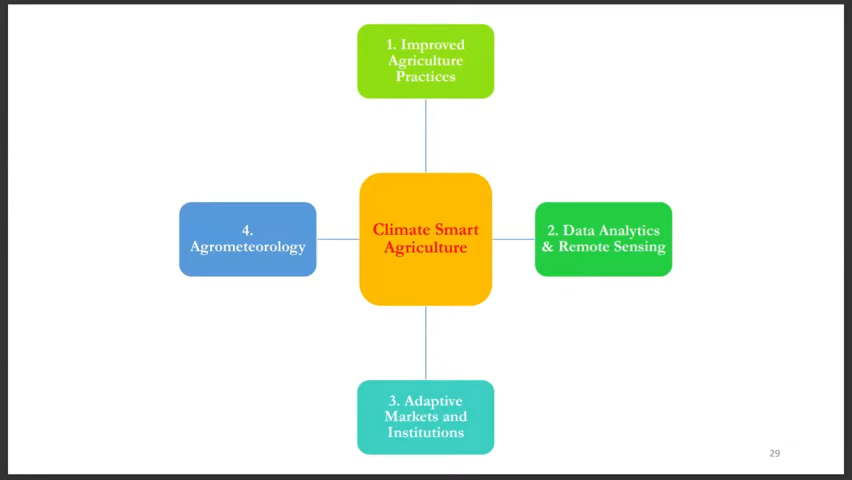 1. Improved
Agriculture
Practices
4.
Agrometeorology
Climate Smart
Agriculture
2. Data Analytics
& Remote Sensing
3. Adaptive
Markets and
Institutions
29